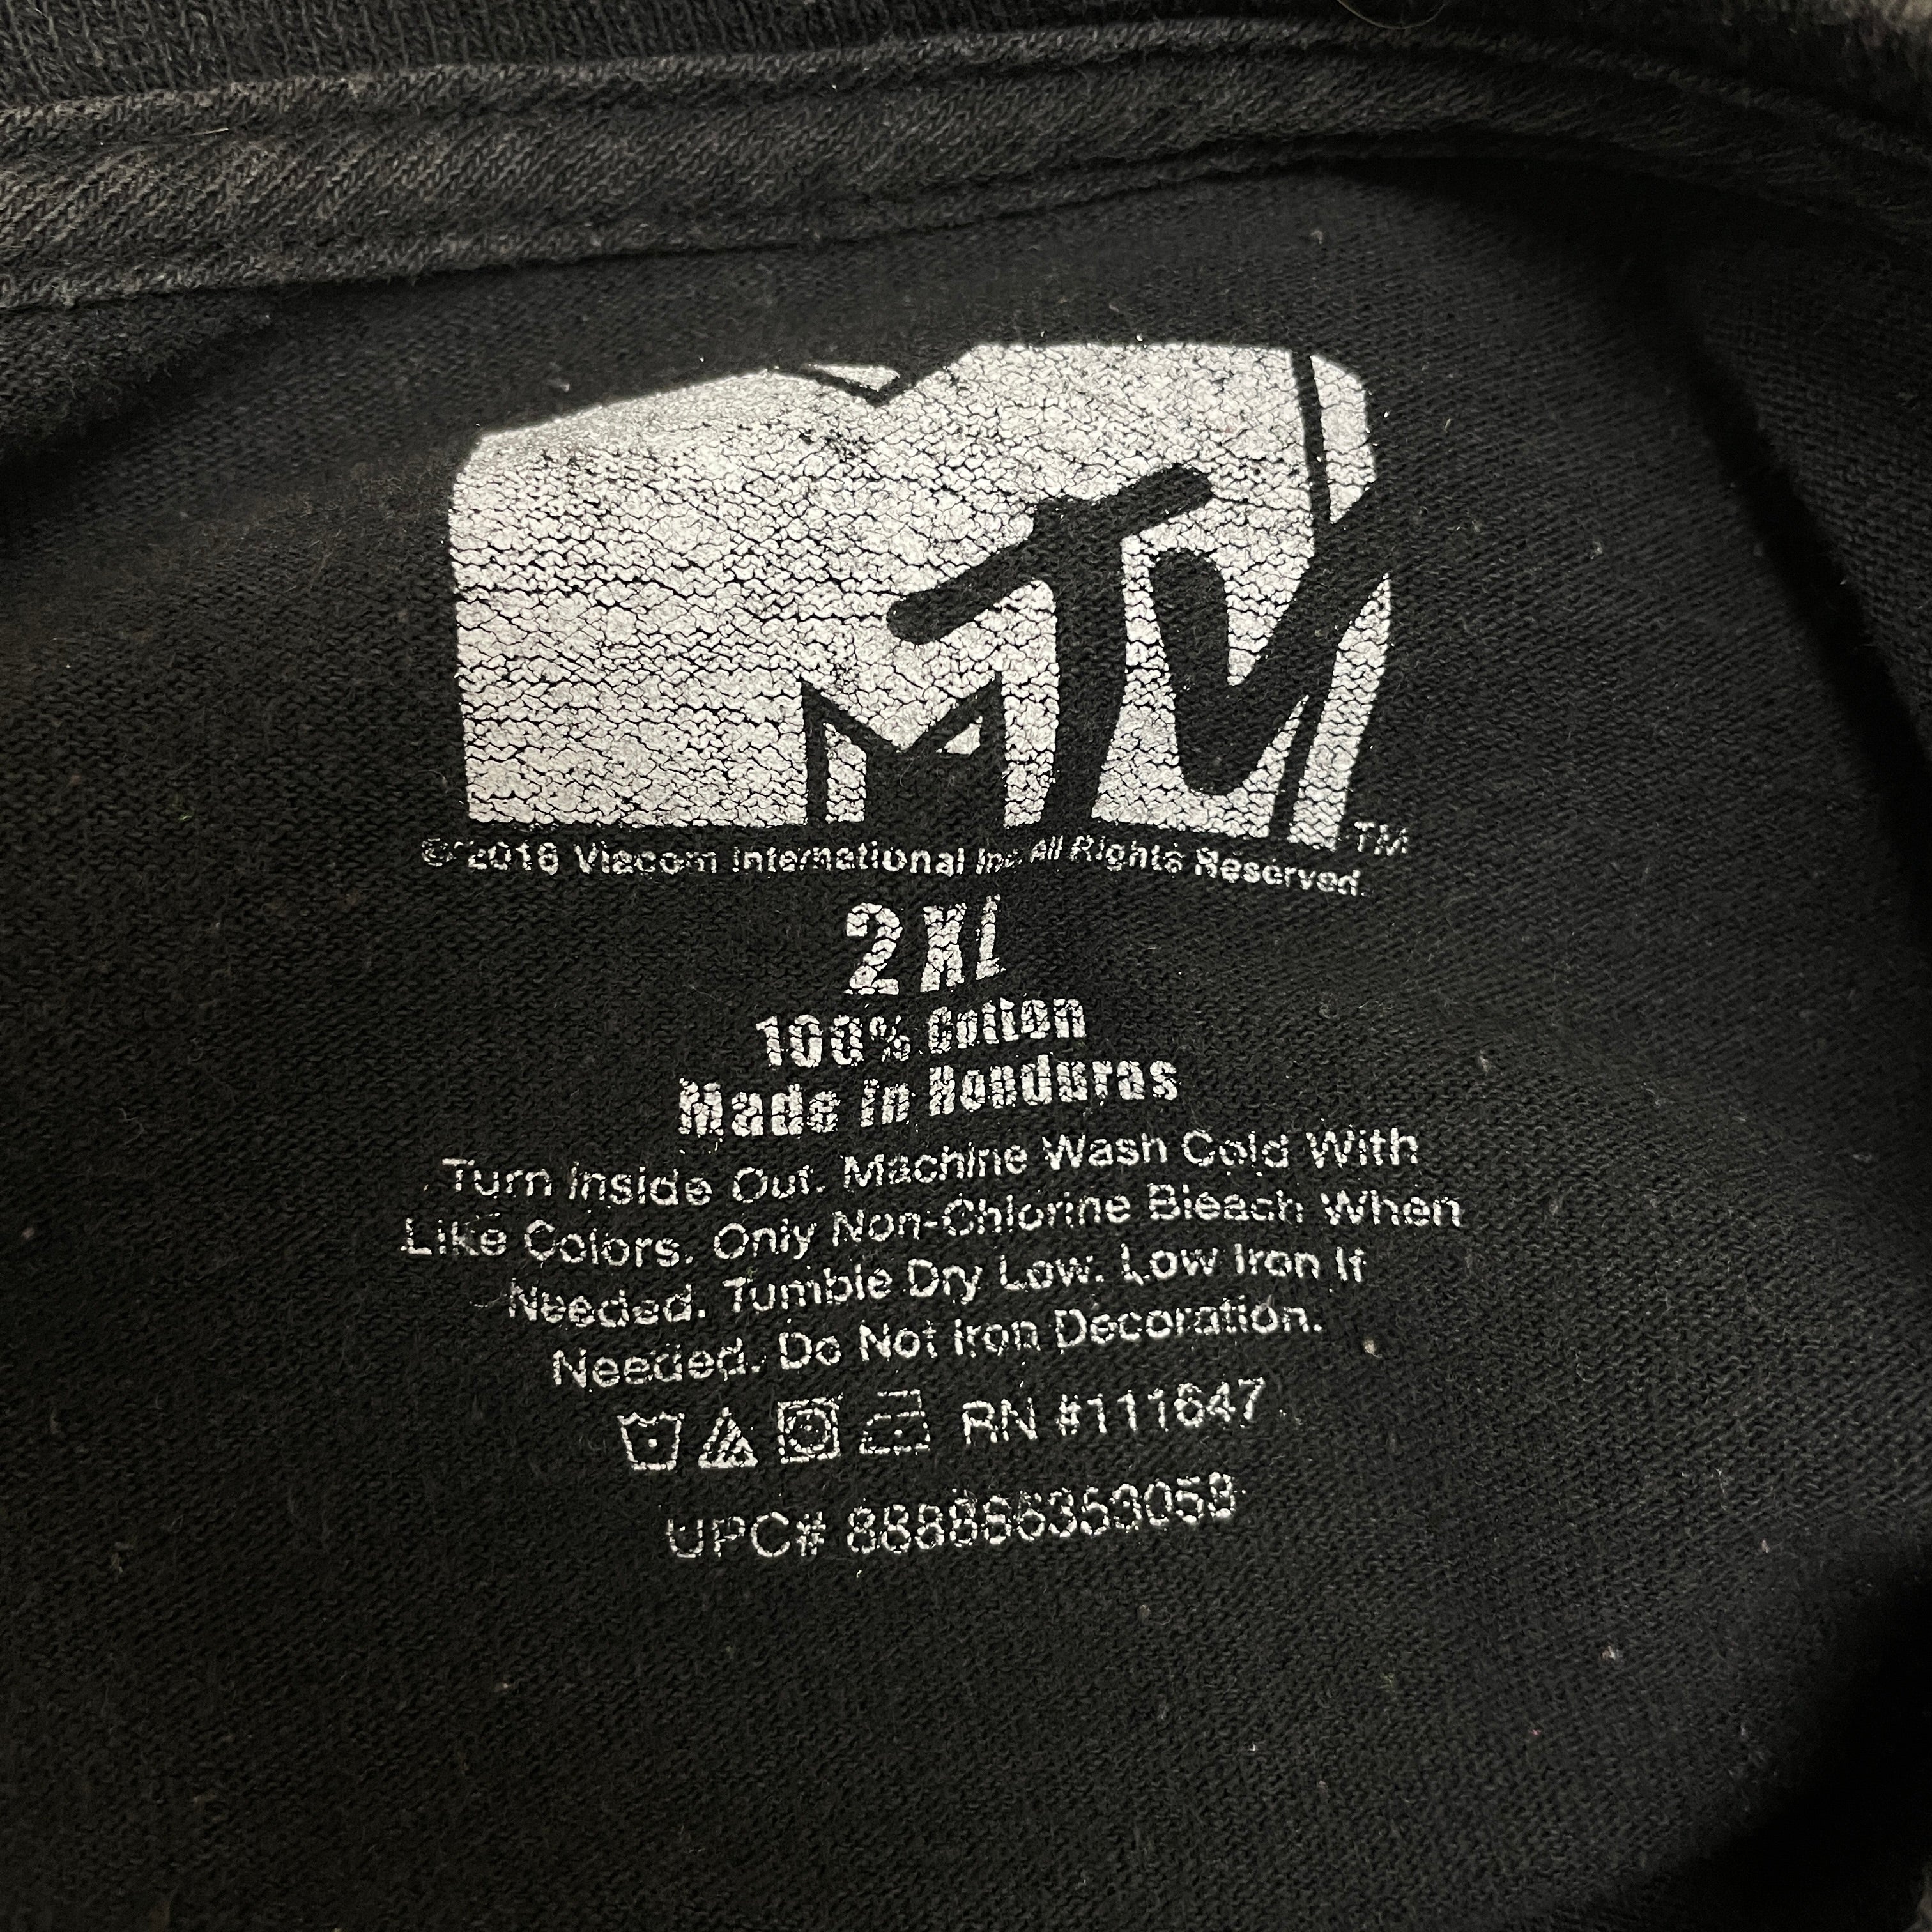 MTV
TM
© 2016 Viacom International Inc. All Rights Reserved.
2XL
100% Cotton
Made in Honduras
Turn Inside Out. Machine Wash Cold With
Like Colors. Only Non-Chlorine Bleach When
Needed. Tumble Dry Low. Low Iron If
Needed. Do Not Iron Decoration.
RN #111647
UPC#